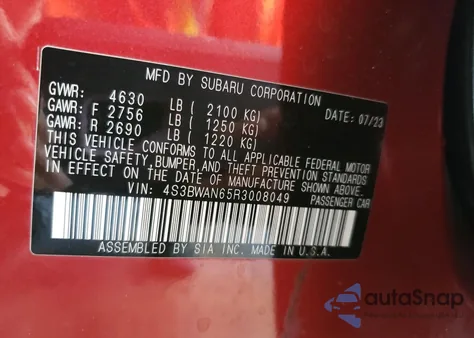 MFD BY SUBARU CORPORATION
DATE: 07/23
GVWR: 4630 LB ( 2100 KG)
GAWR: F 2756 LB ( 1250 KG)
GAWR: R 2690 LB ( 1220 KG)
THIS VEHICLE CONFORMS TO ALL APPLICABLE FEDERAL MOTOR
VEHICLE SAFETY, BUMPER, AND THEFT PREVENTION STANDARDS
IN EFFECT ON THE DATE OF MANUFACTURE SHOWN ABOVE.
VIN: 4S3BWAN65R3008049 PASSENGER CAR
ASSEMBLED BY SIA INC. MADE IN U.S.A.
autoSnap